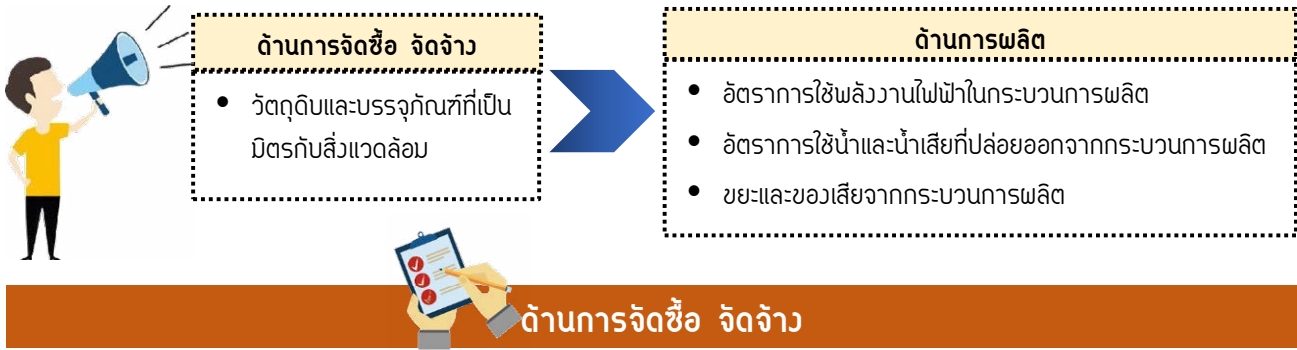 ด้านการจัดซื้อ จัดจ้าง
• วัตถุดิบและบรรจุภัณฑ์ที่เป็น
มิตรกับสิ่งแวดล้อม
ด้านการผลิต
• อัตราการใช้พลังงานไฟฟ้าในกระบวนการผลิต
• อัตราการใช้น้ำและน้ำเสียที่ปล่อยออกจากกระบวนการผลิต
• ขยะและของเสียจากกระบวนการผลิต
ด้านการจัดซื้อ จัดจ้าง